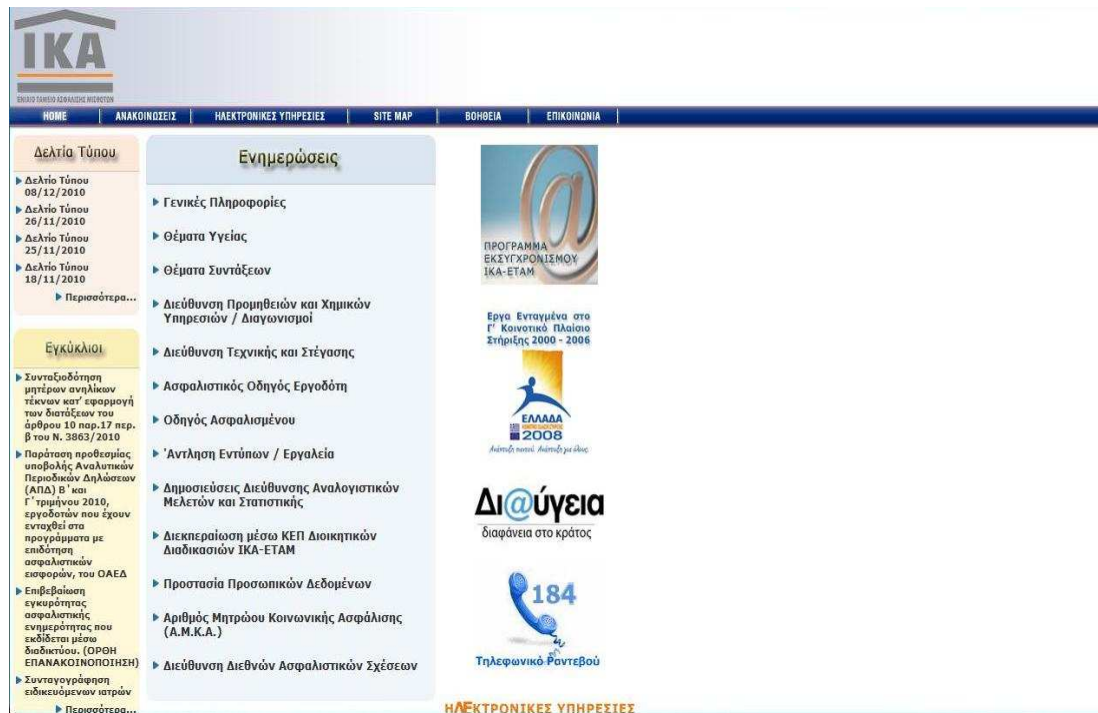 ΙΚΑ
ΕΝΙΑΙΟ ΤΑΜΕΙΟ ΑΣΦΑΛΙΣΗΣ ΜΙΣΘΩΤΩΝ
HOME
ΑΝΑΚΟΙΝΩΣΕΙΣ
ΗΛΕΚΤΡΟΝΙΚΕΣ ΥΠΗΡΕΣΙΕΣ
SITE MAP
ΒΟΗΘΕΙΑ
ΕΠΙΚΟΙΝΩΝΙΑ
Δελτία Τύπου
Δελτίο Τύπου
08/12/2010
Δελτίο Τύπου
26/11/2010
Δελτίο Τύπου
25/11/2010
Δελτίο Τύπου
18/11/2010
Περισσότερα...
Εγκύκλιοι
Συνταξιοδότηση
μητέρων ανηλίκων
τέκνων κατ' εφαρμογή
των διατάξεων του
άρθρου 10 παρ.17 περ.
β του Ν. 3863/2010
Παράταση προθεσμίας
υποβολής Αναλυτικών
Περιοδικών Δηλώσεων
(ΑΠΔ) Β΄ και
Γ΄τριμήνου 2010,
εργοδοτών που έχουν
ενταχθεί στα
προγράμματα με
επιδότηση
ασφαλιστικών
εισφορών, του ΟΑΕΔ
Επιβεβαίωση
εγκυρότητας
ασφαλιστικής
ενημερότητας που
εκδίδεται μέσω
διαδικτύου. (ΟΡΘΗ
ΕΠΑΝΑΚΟΙΝΟΠΟΙΗΣΗ)
Συνταγογράφηση
ειδικευόμενων ιατρών
Περισσότερα...
Ενημερώσεις
Γενικές Πληροφορίες
Θέματα Υγείας
Θέματα Συντάξεων
Διεύθυνση Προμηθειών και Χημικών
Υπηρεσιών / Διαγωνισμοί
Διεύθυνση Τεχνικής και Στέγασης
Ασφαλιστικός Οδηγός Εργοδότη
Οδηγός Ασφαλισμένου
'Αντληση Εντύπων / Εργαλεία
Δημοσιεύσεις Διεύθυνσης Αναλογιστικών
Μελετών και Στατιστικής
Διεκπεραίωση μέσω ΚΕΠ Διοικητικών
Διαδικασιών ΙΚΑ-ΕΤΑΜ
Προστασία Προσωπικών Δεδομένων
Αριθμός Μητρώου Κοινωνικής Ασφάλισης
(Α.Μ.Κ.Α.)
Διεύθυνση Διεθνών Ασφαλιστικών Σχέσεων
ΠΡΟΓΡΑΜΜΑ
ΕΚΣΥΓΧΡΟΝΙΣΜΟΥ
ΙΚΑ-ΕΤΑΜ
Εργα Ενταγμένα στο
Γ' Κοινοτικό Πλαίσιο
Στήριξης 2000 - 2006
ΕΛΛΑΔΑ
2008
Ανάπτυξη παντού. Ανάπτυξη για όλους.
Δι@ύγεια
διαφάνεια στο κράτος
184
Τηλεφωνικό Ραντεβού
ΗΛΕΚΤΡΟΝΙΚΕΣ ΥΠΗΡΕΣΙΕΣ